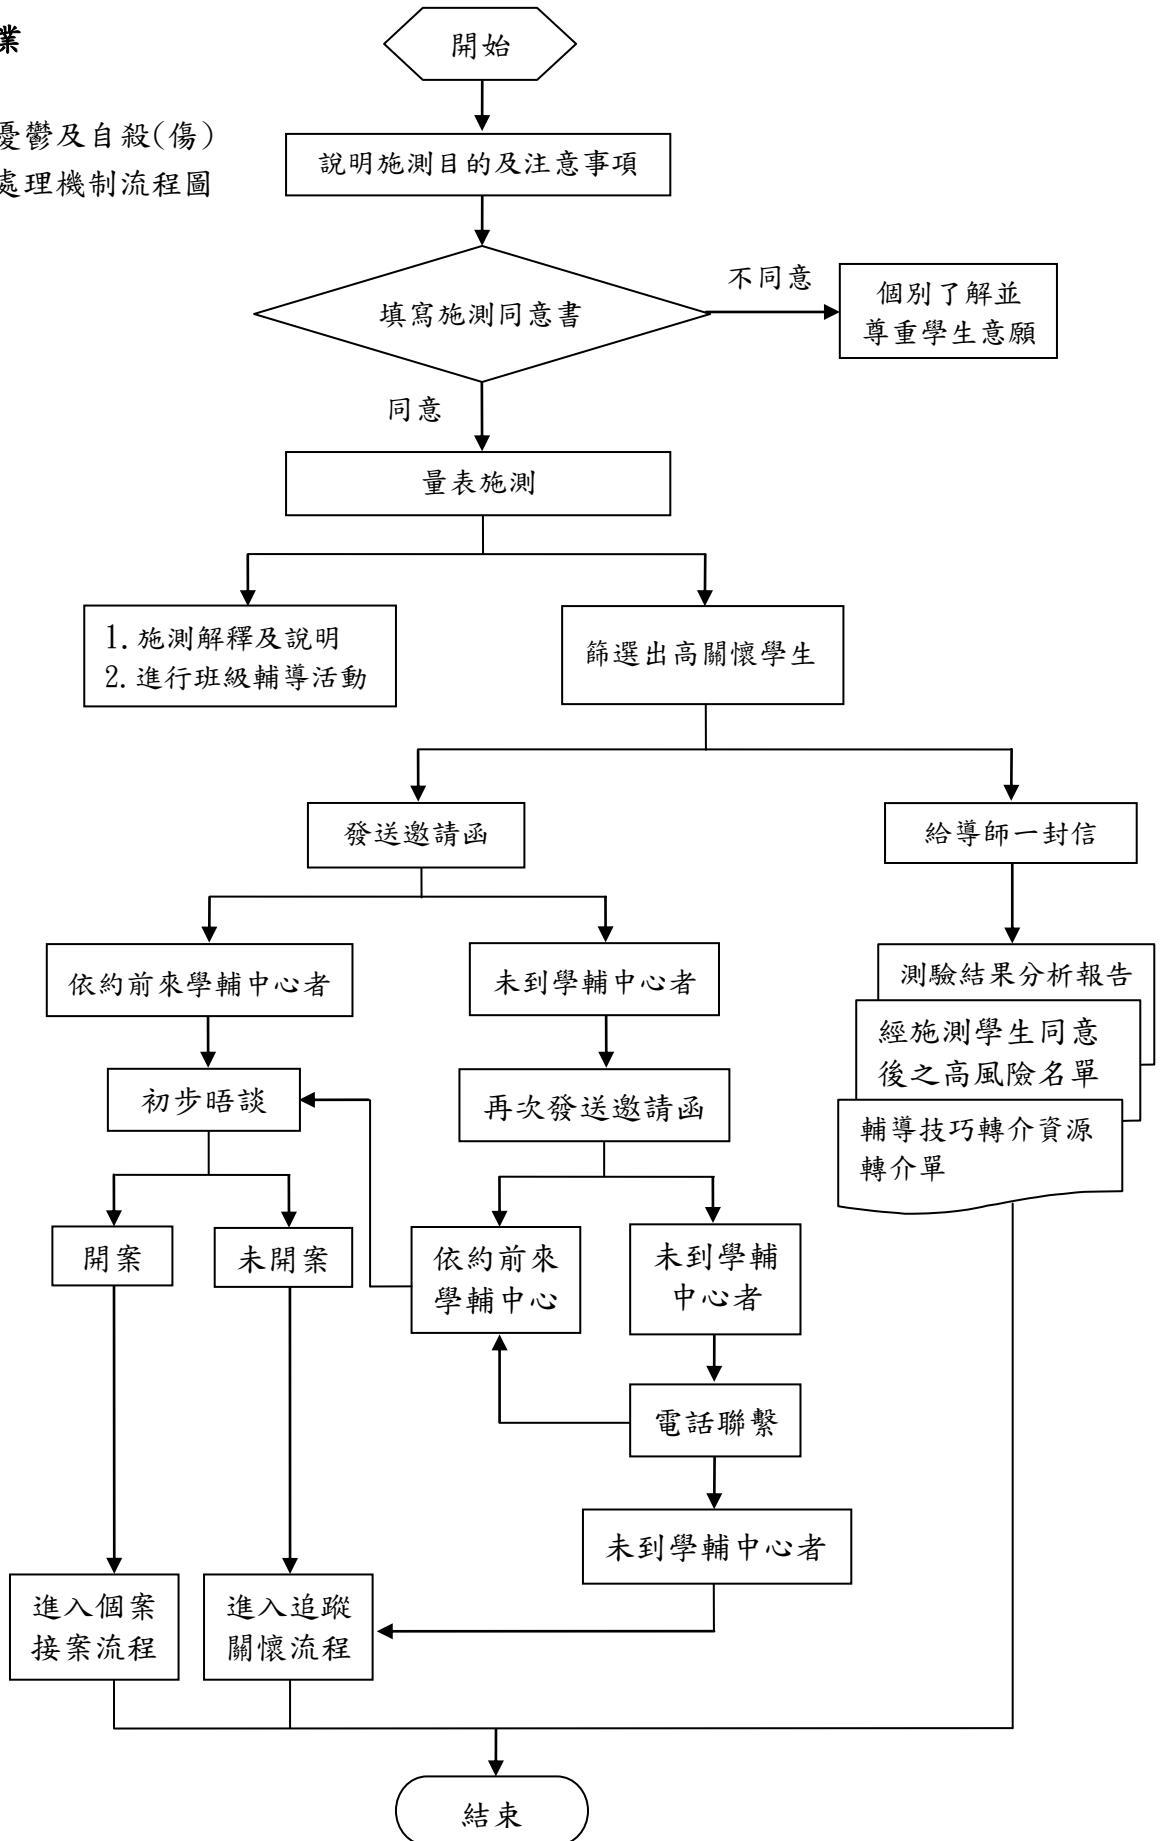 業
開始
憂鬱及自殺(傷)
處理機制流程圖
說明施測目的及注意事項
填寫施測同意書
不同意
個別了解並
尊重學生意願
同意
量表施測
1.施測解釋及說明
2.進行班級輔導活動
篩選出高關懷學生
發送邀請函
給導師一封信
依約前來學輔中心者
未到學輔中心者
測驗結果分析報告
經施測學生同意
後之高風險名單
輔導技巧轉介資源
轉介單
初步晤談
再次發送邀請函
開案
未開案
依約前來
學輔中心
未到學輔
中心者
電話聯繫
未到學輔中心者
進入個案
接案流程
進入追蹤
關懷流程
結束